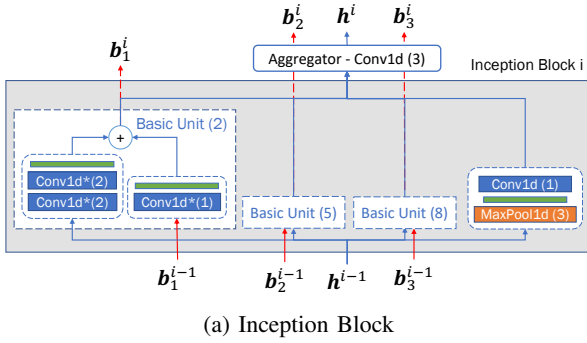 b_2^i h^i b_3^i
b_1^i
Aggregator - Conv1d (3)
Inception Block i
Basic Unit (2)
+
Conv1d*(2)
Conv1d*(2)
Conv1d*(1)
Basic Unit (5)
Basic Unit (8)
Conv1d (1)
MaxPool1d (3)
b_1^{i-1} b_2^{i-1} h^{i-1} b_3^{i-1}
(a) Inception Block